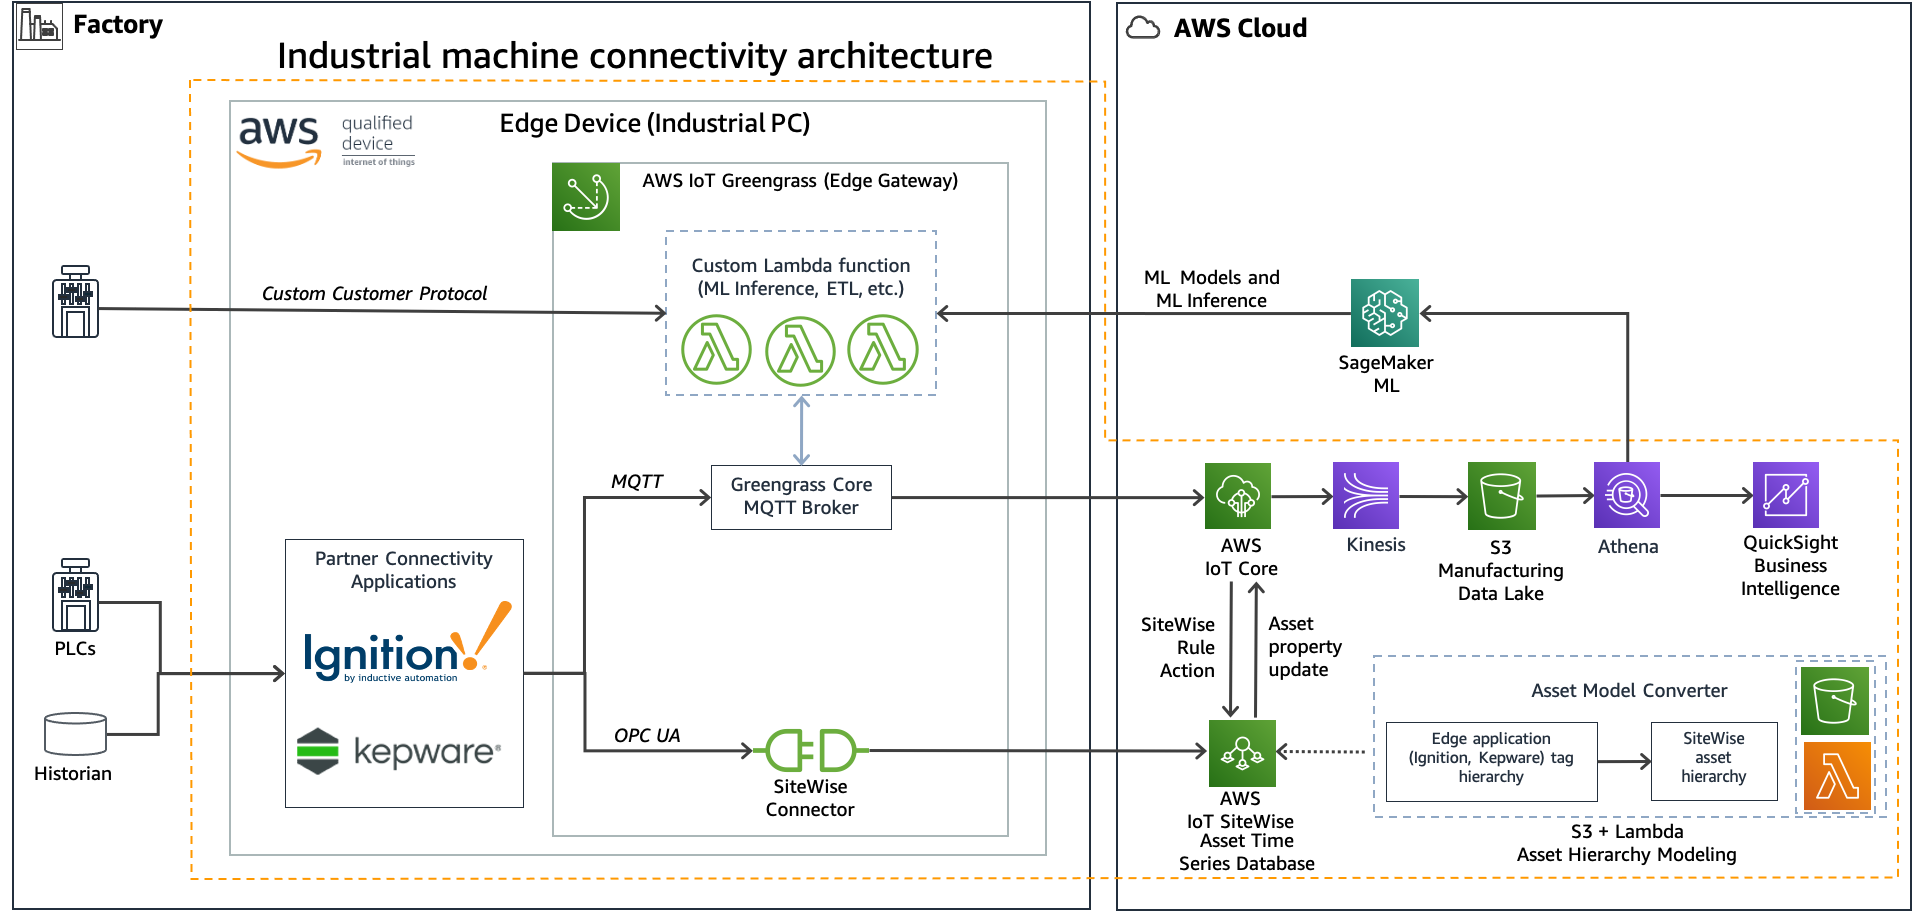 Factory
AWS Cloud
Industrial machine connectivity architecture
aws
qualified
device
internet of things
Edge Device (Industrial PC)
AWS IoT Greengrass (Edge Gateway)
Custom Lambda function
(ML Inference, ETL, etc.)
Custom Customer Protocol
ML Models and
ML Inference
SageMaker
ML
MQTT
Greengrass Core
MQTT Broker
AWS
IoT Core
Kinesis
S3
Manufacturing
Data Lake
Athena
QuickSight
Business
Intelligence
Partner Connectivity
Applications
Ignition!
by inductive automation
kepware
PLCs
Historian
OPC UA
SiteWise
Connector
SiteWise
Rule
Action
Asset
property
update
AWS
IoT SiteWise
Asset Time
Series Database
Asset Model Converter
Edge application
(Ignition, Kepware) tag
hierarchy
SiteWise
asset
hierarchy
S3 + Lambda
Asset Hierarchy Modeling